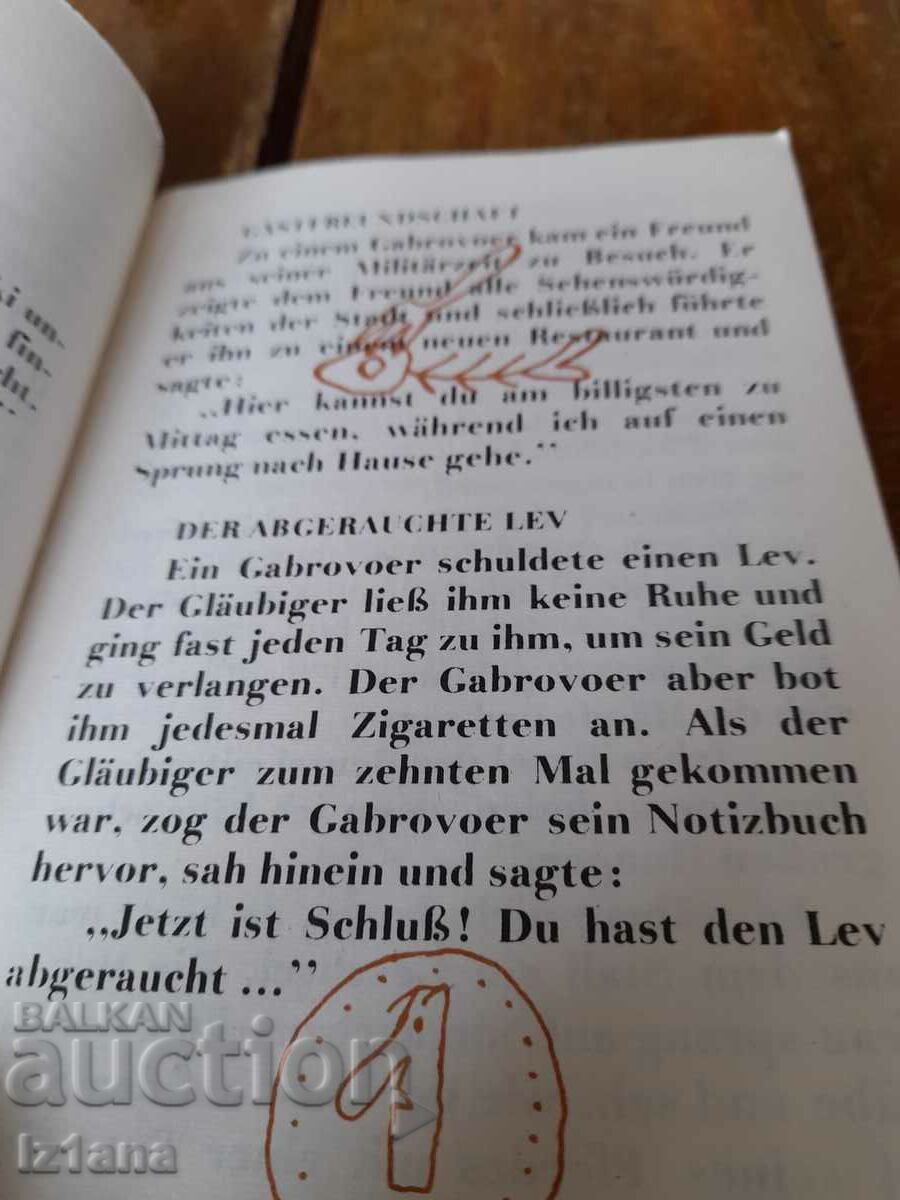 si un-
fin-
cht.
GASTFREUNDSCHAFT
Zu einem Gabrovoer kam ein Freund
aus seiner Militärzeit zu Besuch. Er
zeigte dem Freund alle Sehenswürdig-
keiten der Stadt und schließlich führte
er ihn zu einem neuen Restaurant und
sagte:
„Hier kannst du am billigsten zu
Mittag essen, während ich auf einen
Sprung nach Hause gehe.”
DER ABGERAUCHTE LEV
Ein Gabrovoer schuldete einen Lev.
Der Gläubiger ließ ihm keine Ruhe und
ging fast jeden Tag zu ihm, um sein Geld
zu verlangen. Der Gabrovoer aber bot
ihm jedesmal Zigaretten an. Als der
Gläubiger zum zehnten Mal gekommen
war, zog der Gabrovoer sein Notizbuch
hervor, sah hinein und sagte:
„Jetzt ist Schluß! Du hast den Lev
abgeraucht ...”
1
BALKAN
auction
Iz1ana